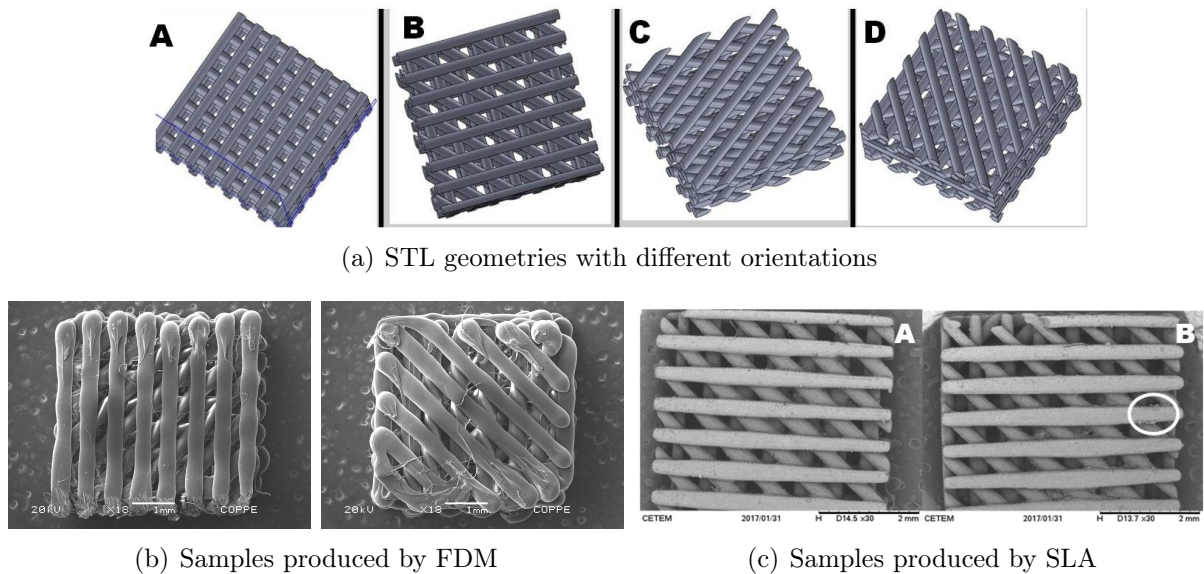 A
B
C
D
(a) STL geometries with different orientations
20kV X18 1mm COPPE
20kV X18 1mm COPPE
A
B
CETEM 2017/01/31 H D14.5 x30 2 mm
CETEM 2017/01/31 H D13.7 x30 2 mm
(b) Samples produced by FDM
(c) Samples produced by SLA